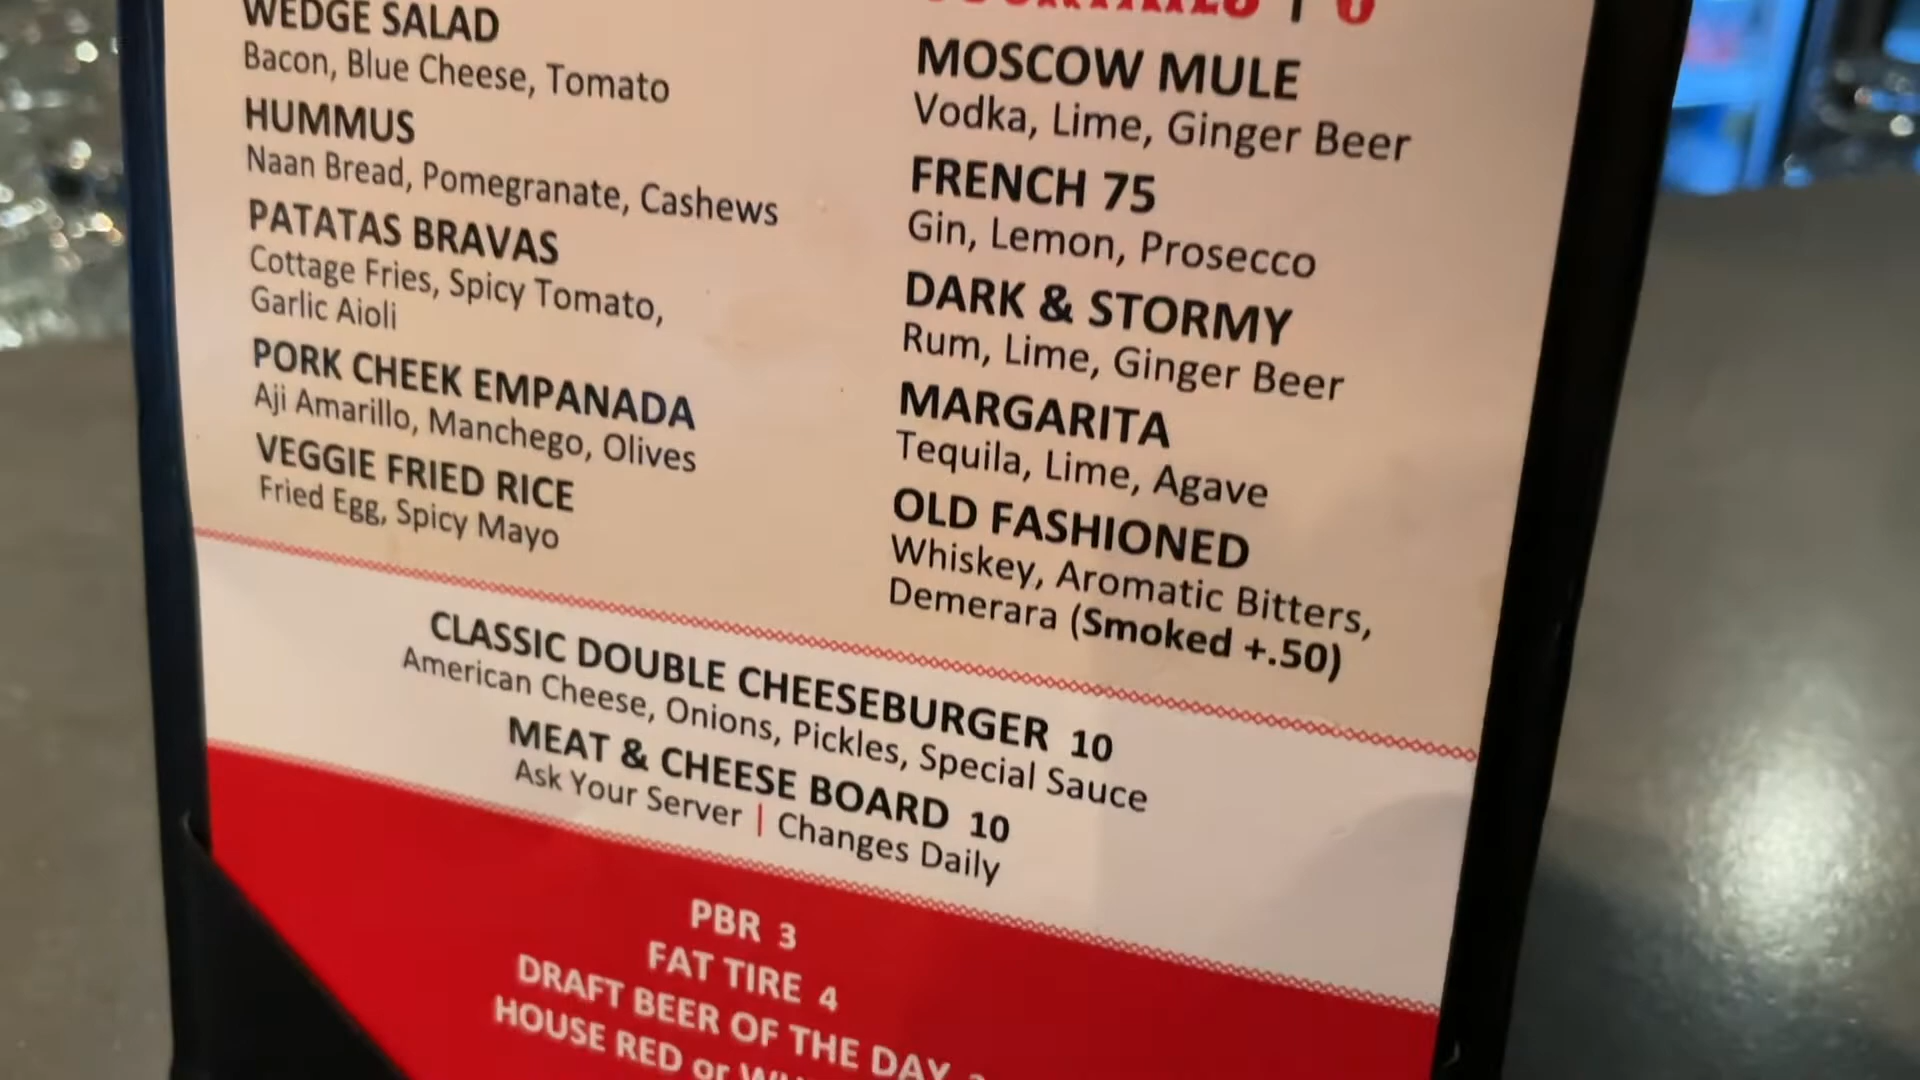 WEDGE SALAD
Bacon, Blue Cheese, Tomato
HUMMUS
Naan Bread, Pomegranate, Cashews
PATATAS BRAVAS
Cottage Fries, Spicy Tomato,
Garlic Aioli
PORK CHEEK EMPANADA
Aji Amarillo, Manchego, Olives
VEGGIE FRIED RICE
Fried Egg, Spicy Mayo
MOSCOW MULE
Vodka, Lime, Ginger Beer
FRENCH 75
Gin, Lemon, Prosecco
DARK & STORMY
Rum, Lime, Ginger Beer
MARGARITA
Tequila, Lime, Agave
OLD FASHIONED
Whiskey, Aromatic Bitters,
Demerara (Smoked +.50)
CLASSIC DOUBLE CHEESEBURGER 10
American Cheese, Onions, Pickles, Special Sauce
MEAT & CHEESE BOARD 10
Ask Your Server | Changes Daily
PBR 3
FAT TIRE 4
DRAFT BEER OF THE DAY
HOUSE RED or